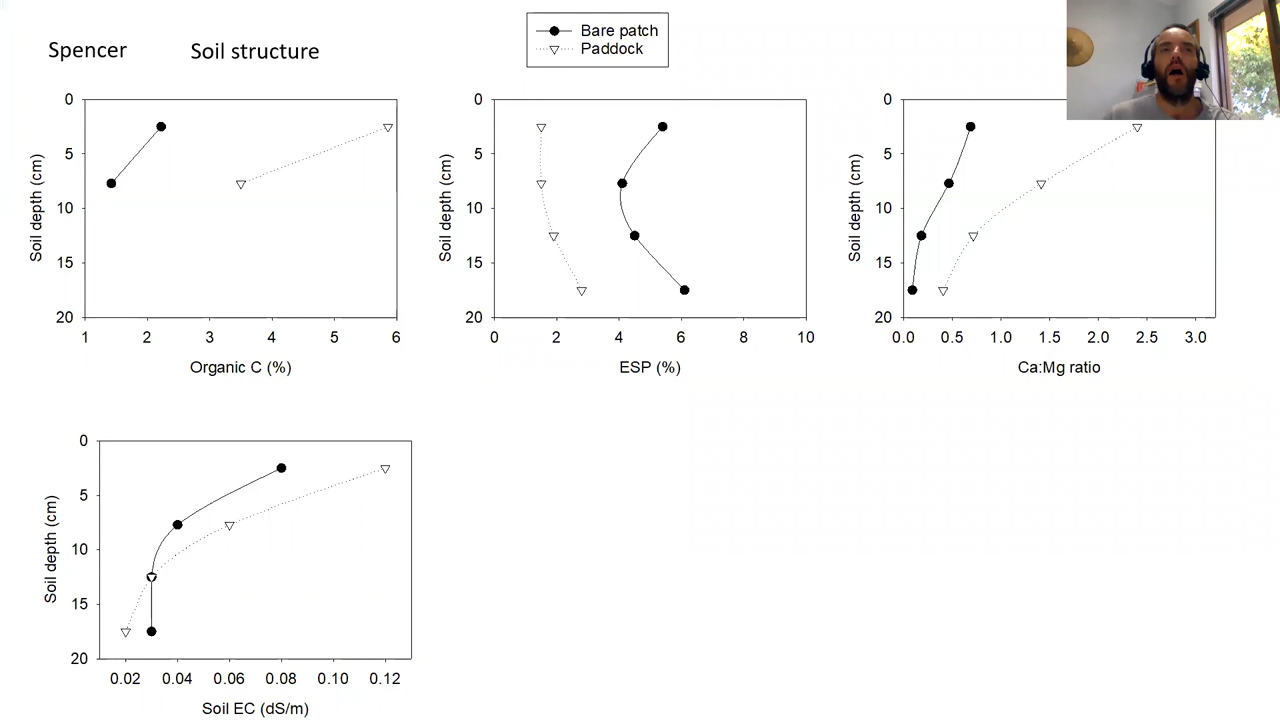 Spencer
Soil structure
Bare patch
Paddock
0
5
10
15
20
Soil depth (cm)
1 2 3 4 5 6
Organic C (%)
0
5
10
15
20
Soil depth (cm)
0 2 4 6 8 10
ESP (%)
0
5
10
15
20
Soil depth (cm)
0.0 0.5 1.0 1.5 2.0 2.5 3.0
Ca:Mg ratio
0
5
10
15
20
Soil depth (cm)
0.02 0.04 0.06 0.08 0.10 0.12
Soil EC (dS/m)